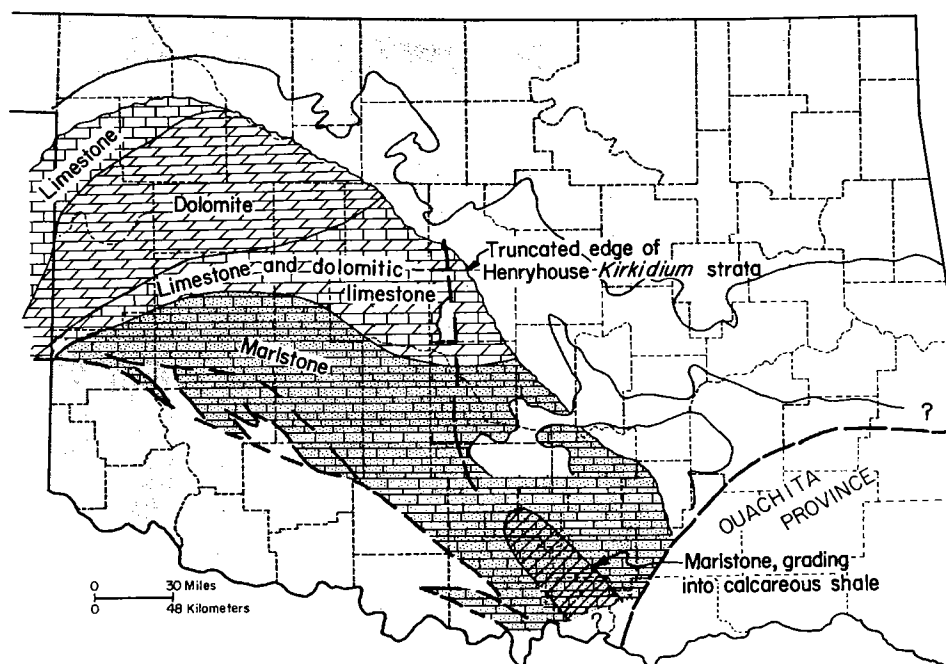 Limestone
Dolomite
Truncated edge of
Henryhouse-Kirkidium strata
Limestone and dolomitic
limestone
Marlstone
?
OUACHITA
PROVINCE
Marlstone, grading
into calcareous shale
?
0 30 Miles
0 48 Kilometers